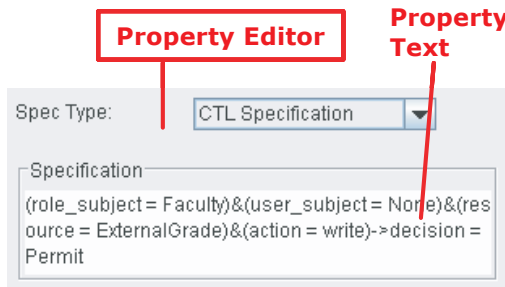 Property Editor
Property
Text
Spec Type:
CTL Specification
Specification
(role_subject = Faculty)&(user_subject = None)&(res
ource = ExternalGrade)&(action = write)->decision =
Permit